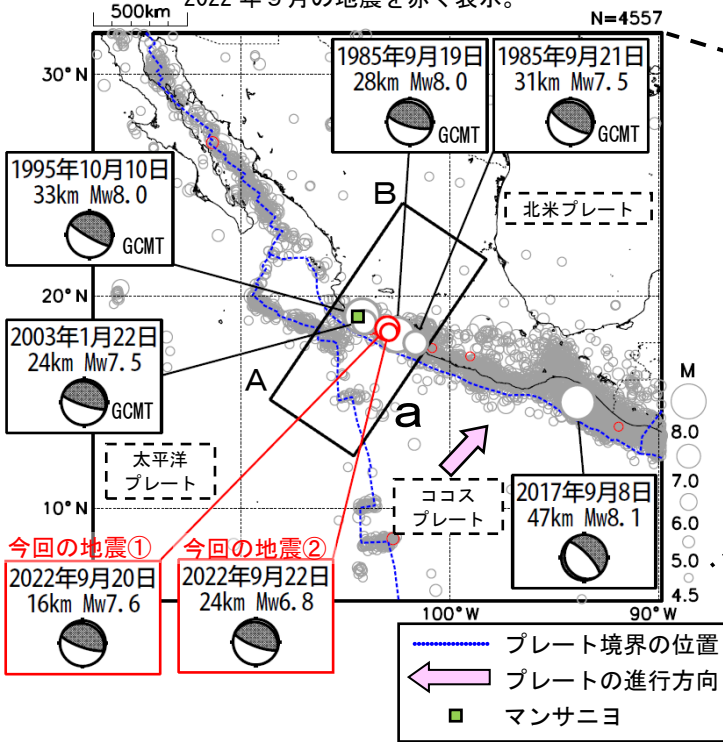 2022 年９月の地震を赤く表示。
500km
N=4557
30°N
20°N
10°N
100°W
90°W
1985年9月19日
28km Mw8.0
GCMT
1985年9月21日
31km Mw7.5
GCMT
1995年10月10日
33km Mw8.0
GCMT
B
北米プレート
2003年1月22日
24km Mw7.5
GCMT
A
a
M
8.0
7.0
6.0
5.0
4.5
太平洋
プレート
ココス
プレート
2017年9月8日
47km Mw8.1
今回の地震①
2022年9月20日
16km Mw7.6
今回の地震②
2022年9月22日
24km Mw6.8
プレート境界の位置
プレートの進行方向
マンサニヨ